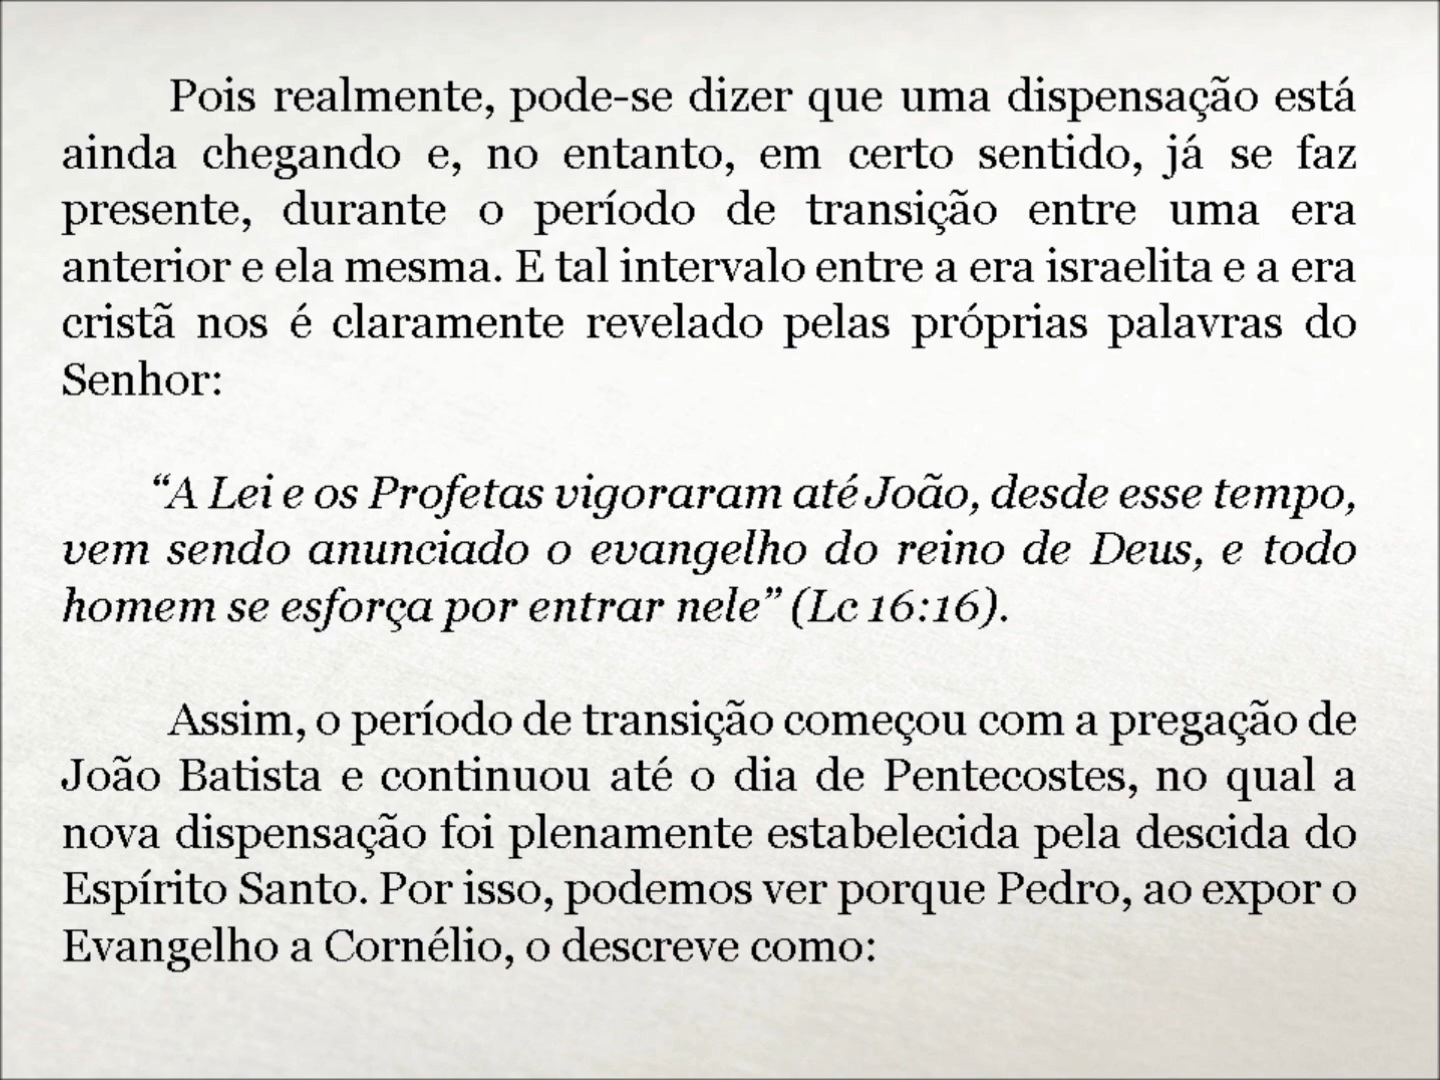 Pois realmente, pode-se dizer que uma dispensação está
ainda chegando e, no entanto, em certo sentido, já se faz
presente, durante o período de transição entre uma era
anterior e ela mesma. E tal intervalo entre a era israelita e a era
cristã nos é claramente revelado pelas próprias palavras do
Senhor:
“A Lei e os Profetas vigoraram até João, desde esse tempo,
vem sendo anunciado o evangelho do reino de Deus, e todo
homem se esforça por entrar nele” (Lc 16:16).
Assim, o período de transição começou com a pregação de
João Batista e continuou até o dia de Pentecostes, no qual a
nova dispensação foi plenamente estabelecida pela descida do
Espírito Santo. Por isso, podemos ver porque Pedro, ao expor o
Evangelho a Cornélio, o descreve como: